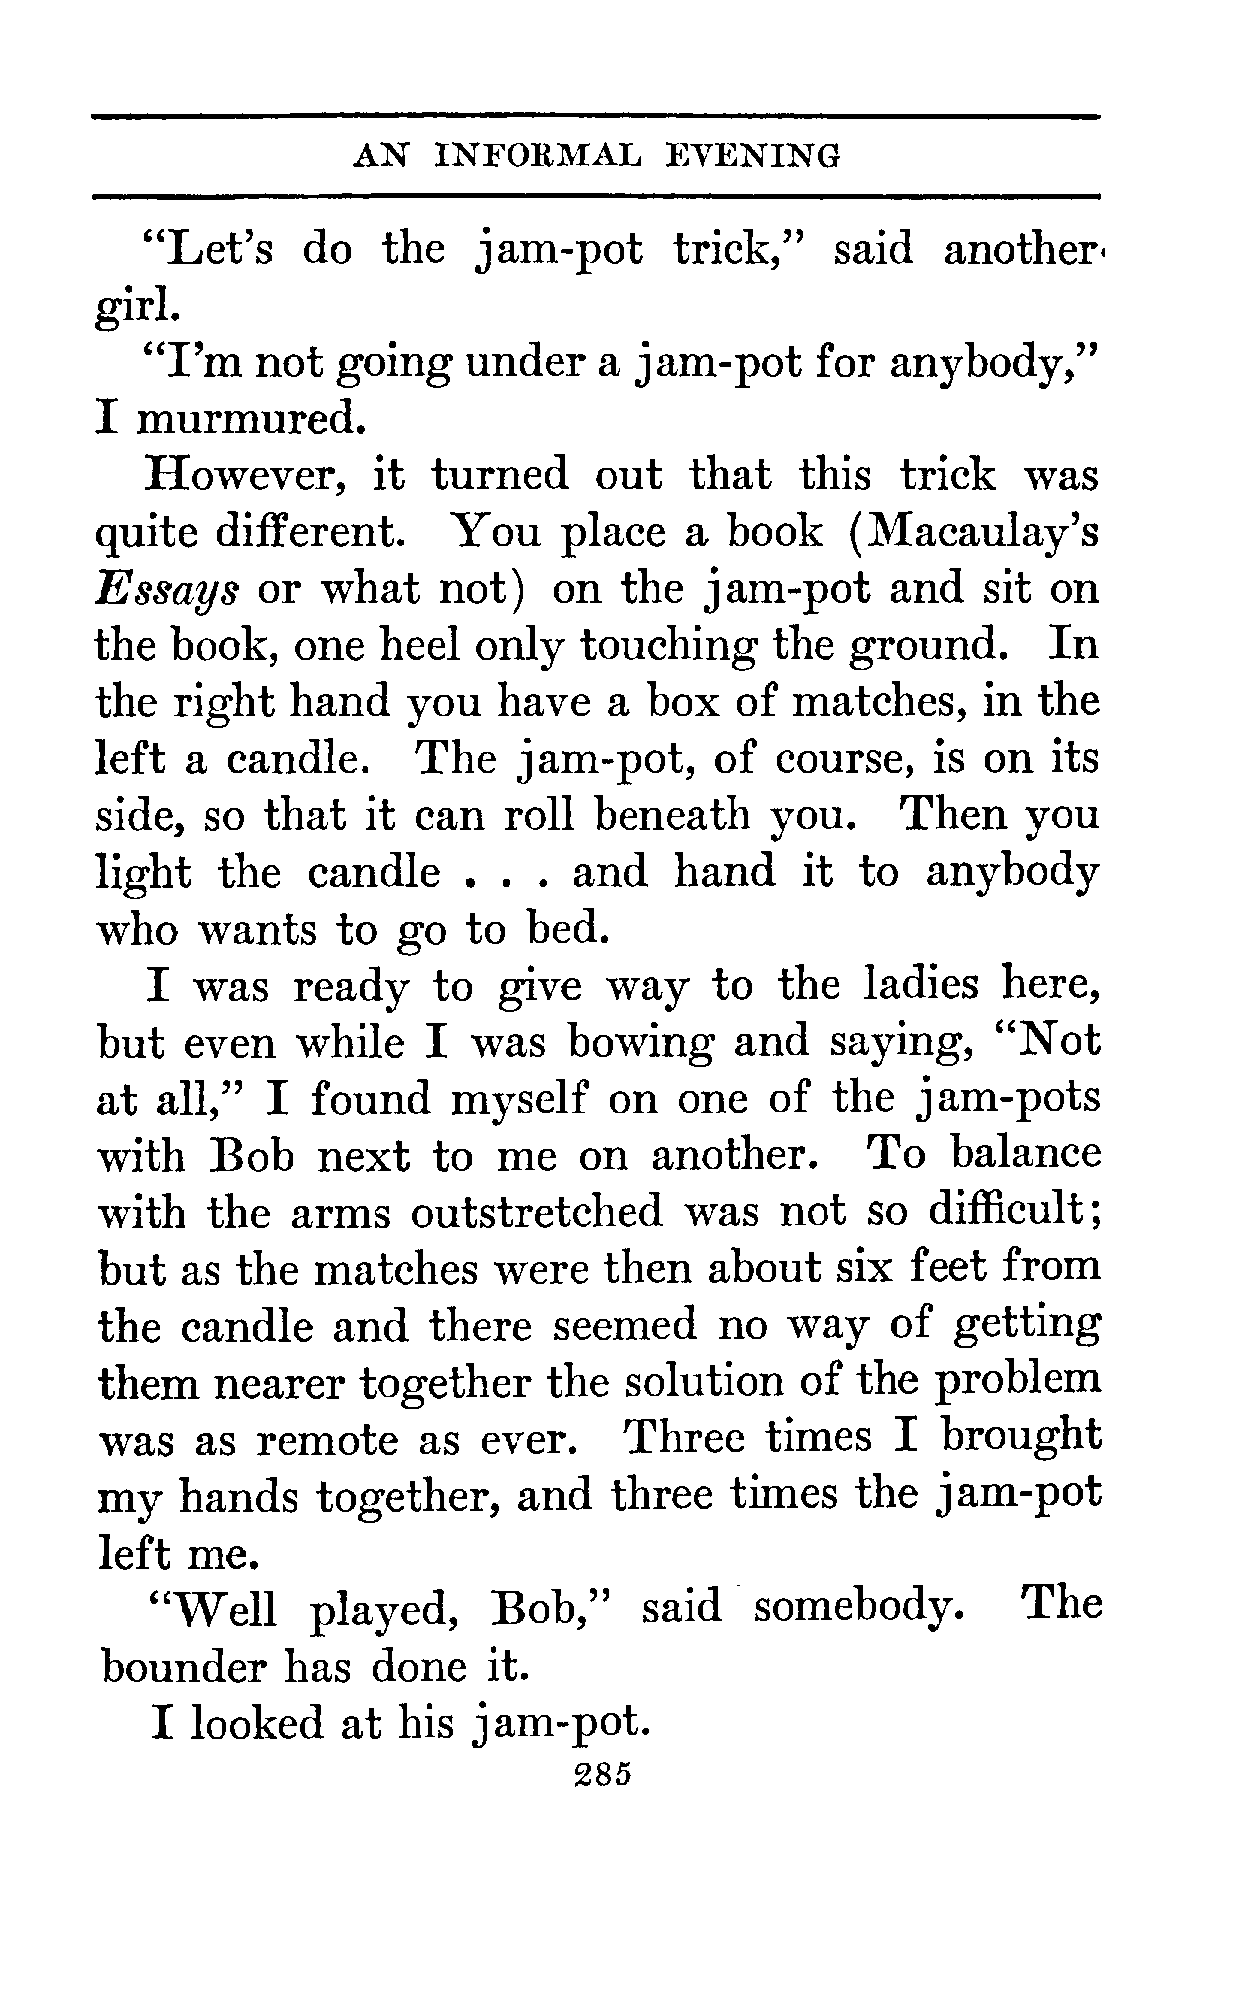 AN INFORMAL EVENING
“Let’s do the jam-pot trick,” said another
girl.
“I’m not going under a jam-pot for anybody,”
I murmured.
However, it turned out that this trick was
quite different. You place a book (Macaulay’s
Essays or what not) on the jam-pot and sit on
the book, one heel only touching the ground. In
the right hand you have a box of matches, in the
left a candle. The jam-pot, of course, is on its
side, so that it can roll beneath you. Then you
light the candle . . . and hand it to anybody
who wants to go to bed.
I was ready to give way to the ladies here,
but even while I was bowing and saying, “Not
at all,” I found myself on one of the jam-pots
with Bob next to me on another. To balance
with the arms outstretched was not so difficult;
but as the matches were then about six feet from
the candle and there seemed no way of getting
them nearer together the solution of the problem
was as remote as ever. Three times I brought
my hands together, and three times the jam-pot
left me.
“Well played, Bob,” said somebody. The
bounder has done it.
I looked at his jam-pot.
285